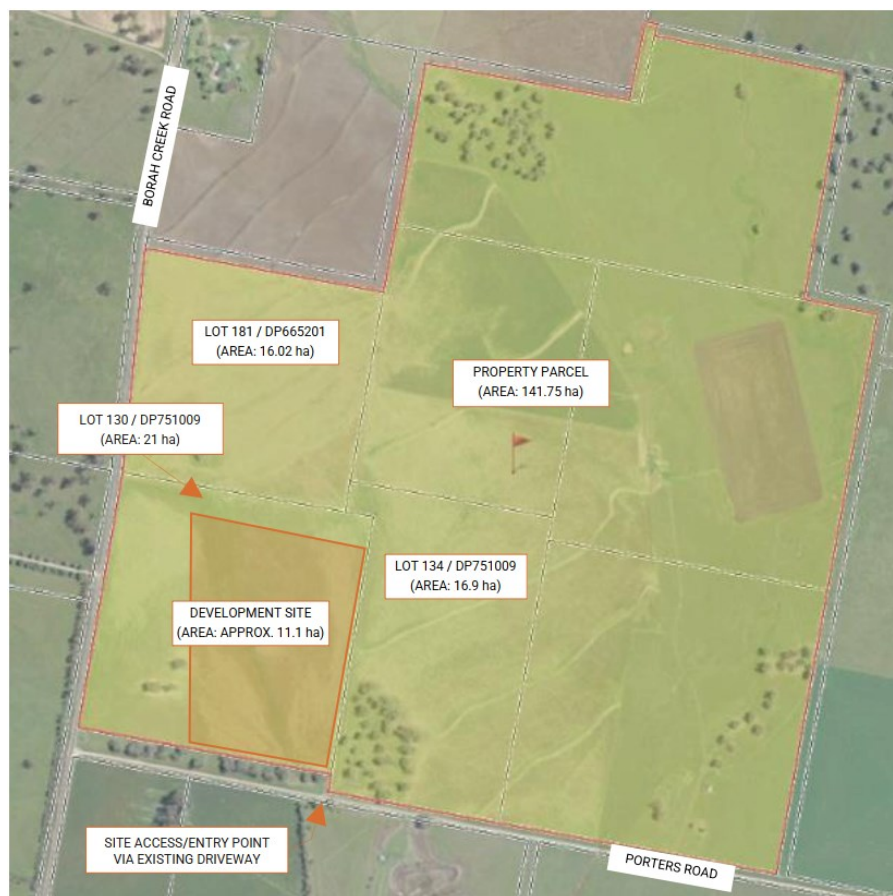 BORAH CREEK ROAD
LOT 181 / DP665201
(AREA: 16.02 ha)
PROPERTY PARCEL
(AREA: 141.75 ha)
LOT 130 / DP751009
(AREA: 21 ha)
LOT 134 / DP751009
(AREA: 16.9 ha)
DEVELOPMENT SITE
(AREA: APPROX. 11.1 ha)
SITE ACCESS/ENTRY POINT
VIA EXISTING DRIVEWAY
PORTERS ROAD